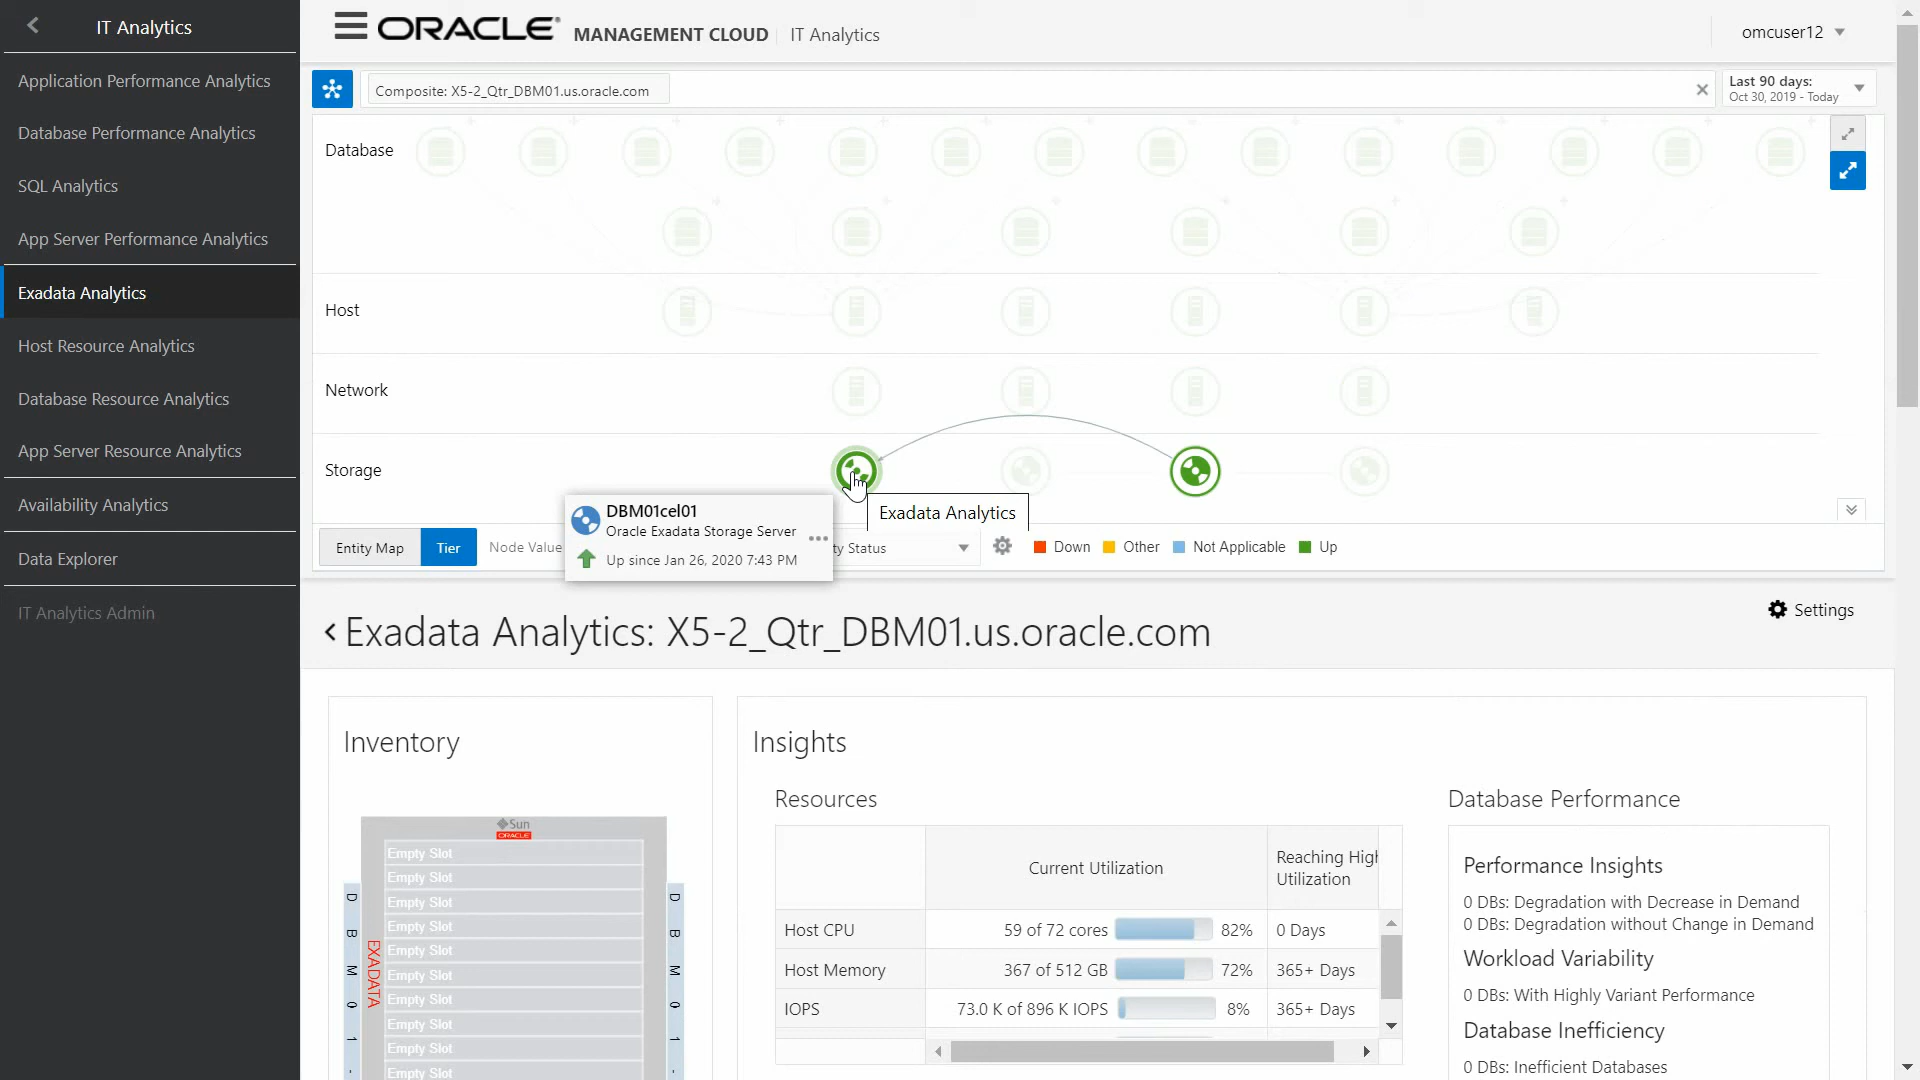 IT Analytics
Application Performance Analytics
Database Performance Analytics
SQL Analytics
App Server Performance Analytics
Exadata Analytics
Host Resource Analytics
Database Resource Analytics
App Server Resource Analytics
Availability Analytics
Data Explorer
IT Analytics Admin
ORACLE MANAGEMENT CLOUD IT Analytics
omcuser12
Composite: X5-2_Qtr_DBM01.us.oracle.com
Last 90 days:
Oct 30, 2019 - Today
Database
Host
Network
Storage
Exadata Analytics
DBM01cel01
Oracle Exadata Storage Server
Up since Jan 26, 2020 7:43 PM
Entity Map Tier Node Value ty Status Down Other Not Applicable Up
Exadata Analytics: X5-2_Qtr_DBM01.us.oracle.com
Settings
Inventory
Sun
ORACLE
Empty Slot
Empty Slot
Empty Slot
Empty Slot
Empty Slot
Empty Slot
Empty Slot
Empty Slot
Empty Slot
Empty Slot
D B M 0 1 -
EXADATA
D B M 0 1 -
Insights
Resources
Current Utilization
Reaching High
Utilization
Host CPU 59 of 72 cores 82% 0 Days
Host Memory 367 of 512 GB 72% 365+ Days
IOPS 73.0 K of 896 K IOPS 8% 365+ Days
Database Performance
Performance Insights
0 DBs: Degradation with Decrease in Demand
0 DBs: Degradation without Change in Demand
Workload Variability
0 DBs: With Highly Variant Performance
Database Inefficiency
0 DBs: Inefficient Databases